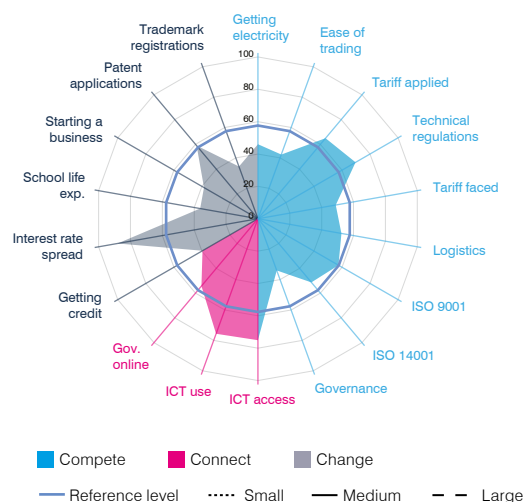 Getting
electricity
Ease of
trading
Tariff applied
Technical
regulations
Tariff faced
Logistics
ISO 9001
ISO 14001
Governance
ICT access
ICT use
Gov.
online
Getting
credit
Interest rate
spread
School life
exp.
Starting a
business
Patent
applications
Trademark
registrations
100
80
60
40
20
0
Compete
Connect
Change
Reference level
Small
Medium
Large